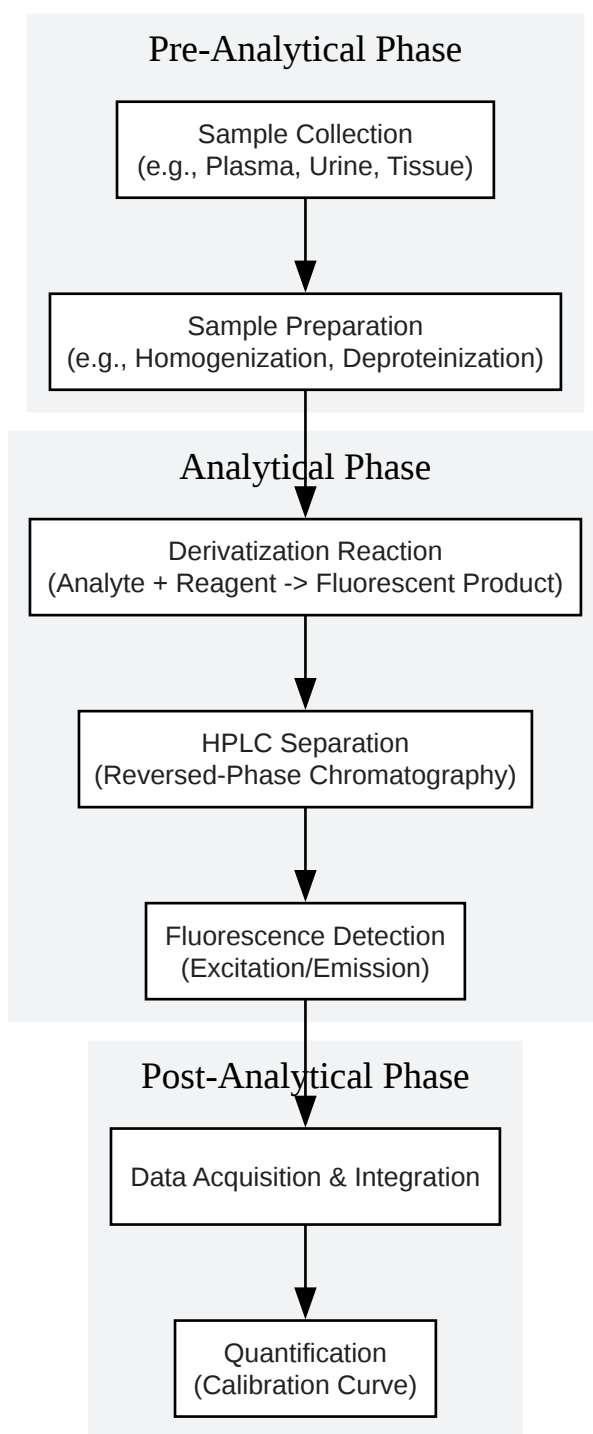 Pre-Analytical Phase
Sample Collection
(e.g., Plasma, Urine, Tissue)
Sample Preparation
(e.g., Homogenization, Deproteinization)
Analytical Phase
Derivatization Reaction
(Analyte + Reagent -> Fluorescent Product)
HPLC Separation
(Reversed-Phase Chromatography)
Fluorescence Detection
(Excitation/Emission)
Post-Analytical Phase
Data Acquisition & Integration
Quantification
(Calibration Curve)